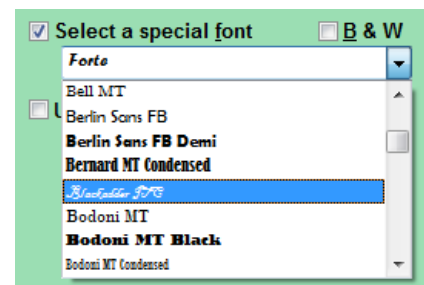 Select a special font B & W
Forte
Bell MT
U
Berlin Sans FB
Berlin Sans FB Demi
Bernard MT Condensed
Blackadder ITC
Bodoni MT
Bodoni MT Black
Bodoni MT Condensed